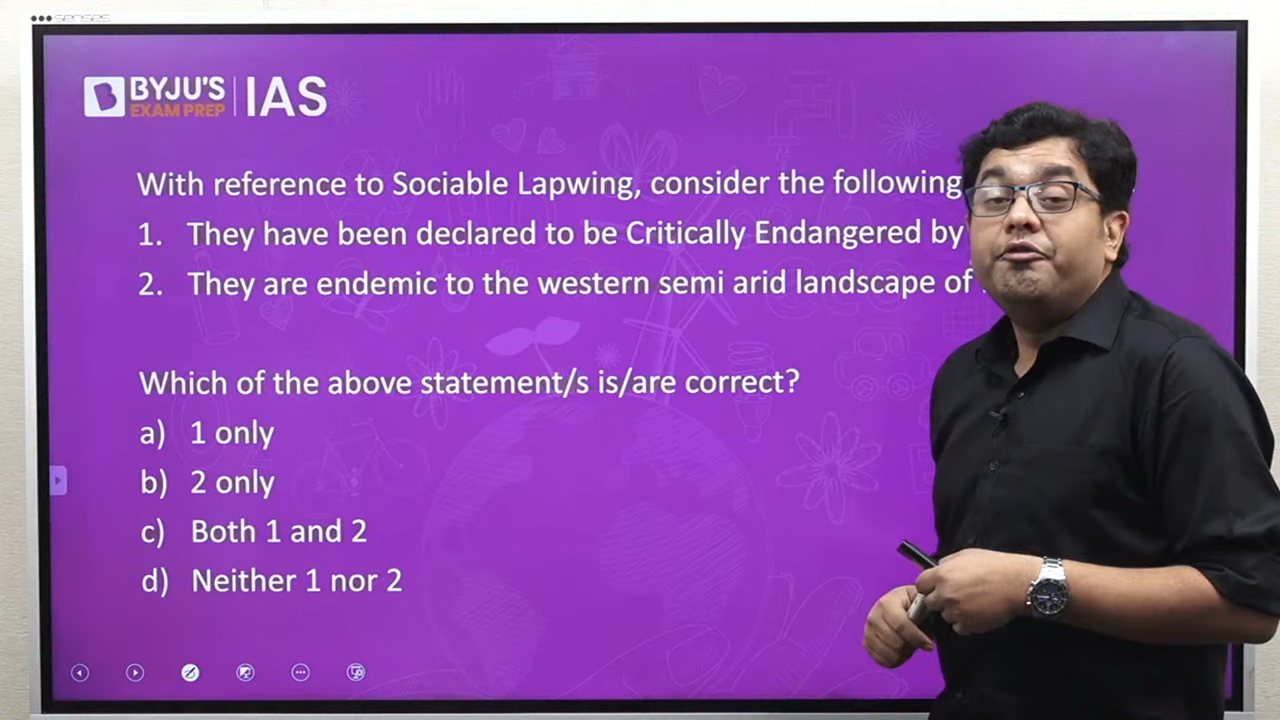 senses
BYJU'S
EXAM PREP
IAS
With reference to Sociable Lapwing, consider the following
1. They have been declared to be Critically Endangered by
2. They are endemic to the western semi arid landscape of
Which of the above statement/s is/are correct?
a) 1 only
b) 2 only
c) Both 1 and 2
d) Neither 1 nor 2